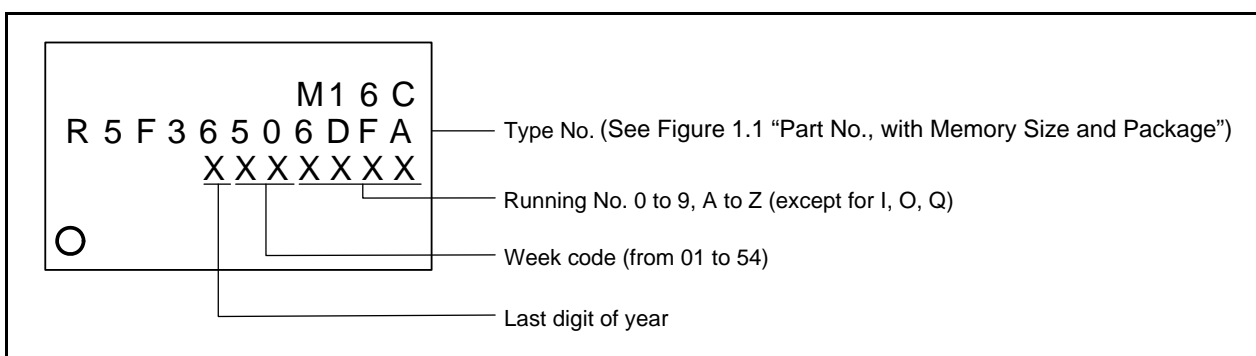 M16C
R5F36506DFA
XXXXXXX
Type No. (See Figure 1.1 “Part No., with Memory Size and Package”)
Running No. 0 to 9, A to Z (except for I, O, Q)
Week code (from 01 to 54)
Last digit of year